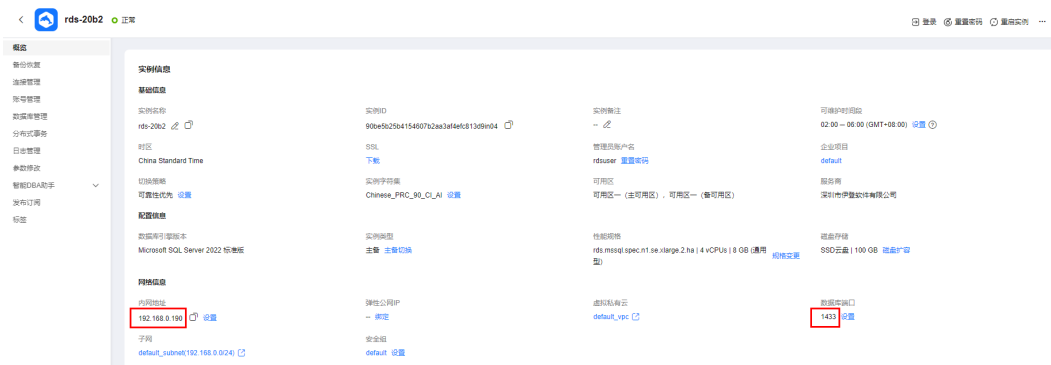 rds-20b2 正常
登录 重置密码 重启实例 ...
概览
备份恢复
连接管理
账号管理
数据库管理
分布式事务
日志管理
参数修改
智能DBA助手
发布订阅
标签
实例信息
基础信息
实例名称 实例ID 实例备注 可维护时间段
rds-20b2 90be5b25b4154607b2aa3af4efc813d9in04 -- 02:00 – 06:00 (GMT+08:00) 设置
时区 SSL 管理员账户名 企业项目
China Standard Time 下载 rdsuser 重置密码 default
切换策略 实例字符集 可用区 服务商
可靠性优先 设置 Chinese_PRC_90_CI_AI 设置 可用区一（主可用区）, 可用区一（备可用区） 深圳市伊登软件有限公司
配置信息
数据库引擎版本 实例类型 性能规格 磁盘存储
Microsoft SQL Server 2022 标准版 主备 主备切换 rds.mssql.spec.n1.se.xlarge.2.ha | 4 vCPUs | 8 GB (通用型) 规格变更 SSD云盘 | 100 GB 磁盘扩容
网络信息
内网地址 弹性公网IP 虚拟私有云 数据库端口
192.168.0.190 设置 -- 绑定 default_vpc 1433 设置
子网 安全组
default_subnet(192.168.0.0/24) default 设置